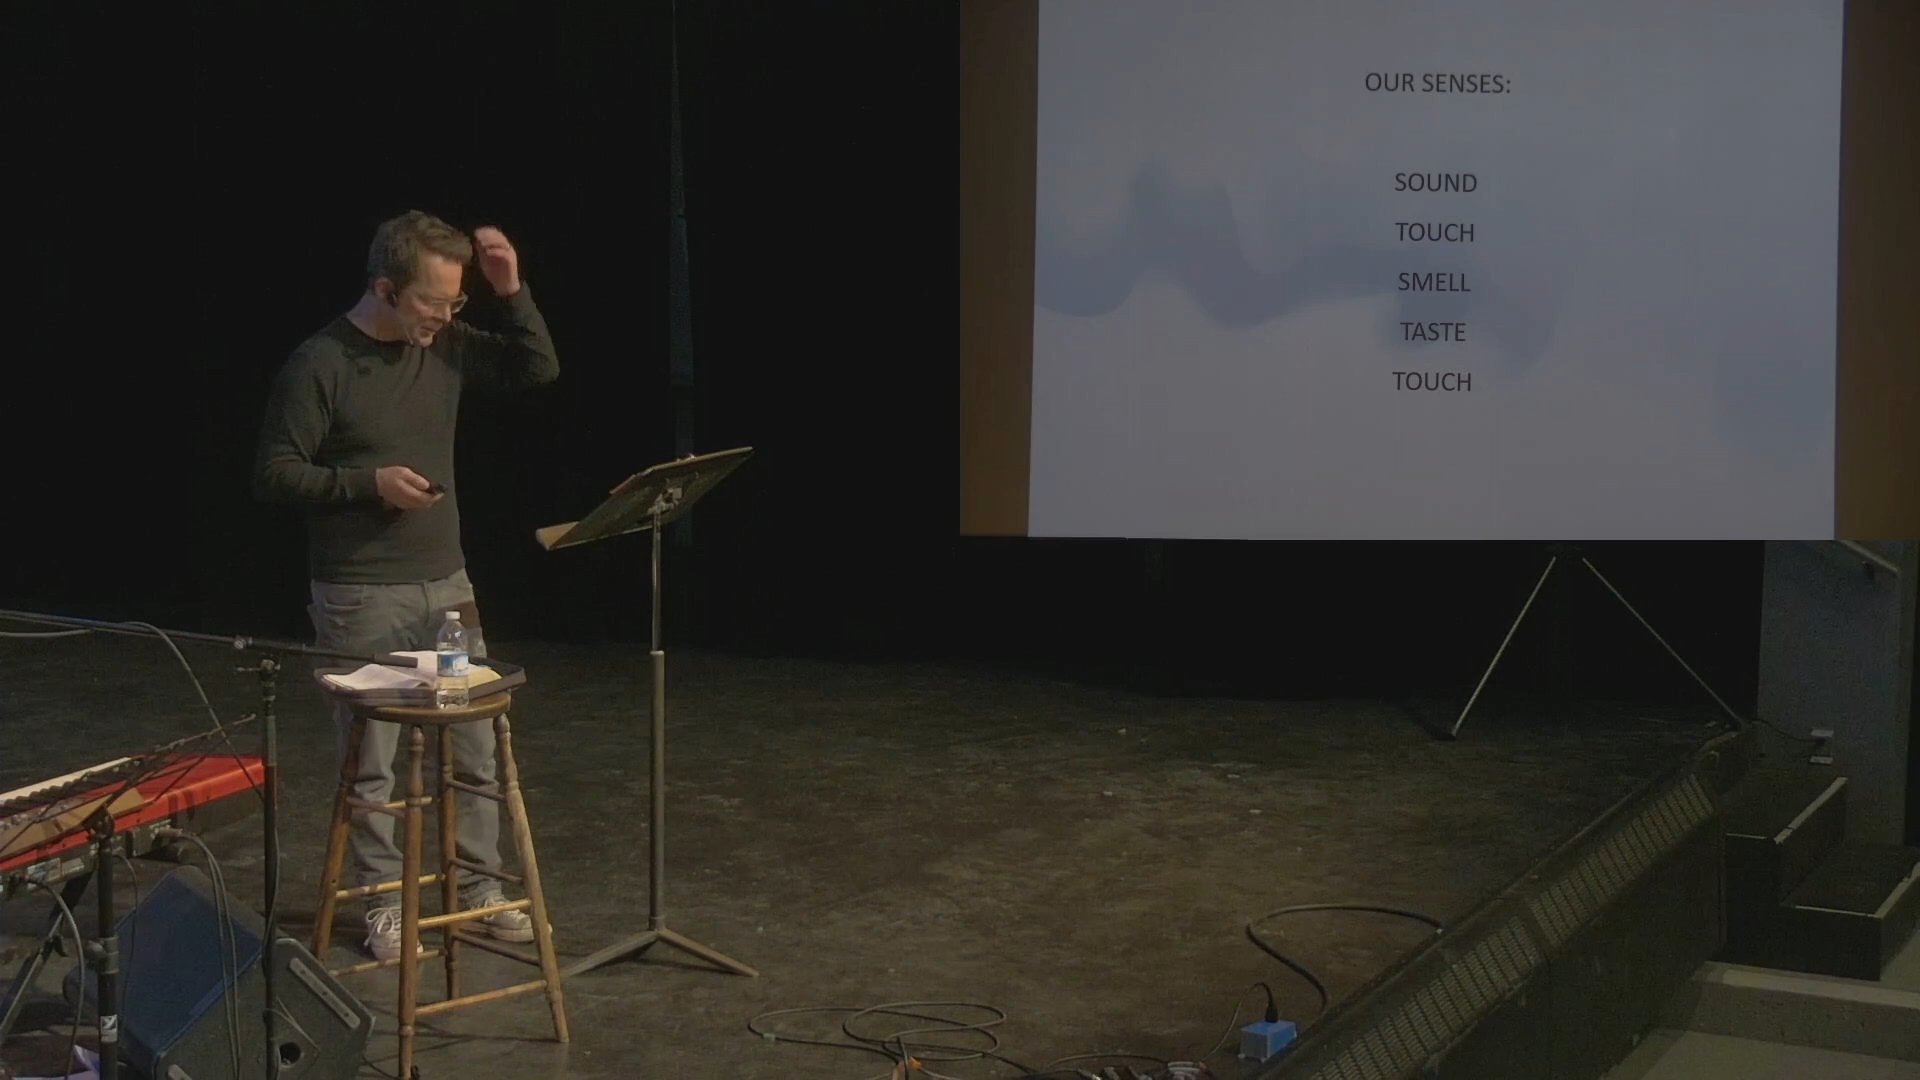 OUR SENSES:
SOUND
TOUCH
SMELL
TASTE
TOUCH